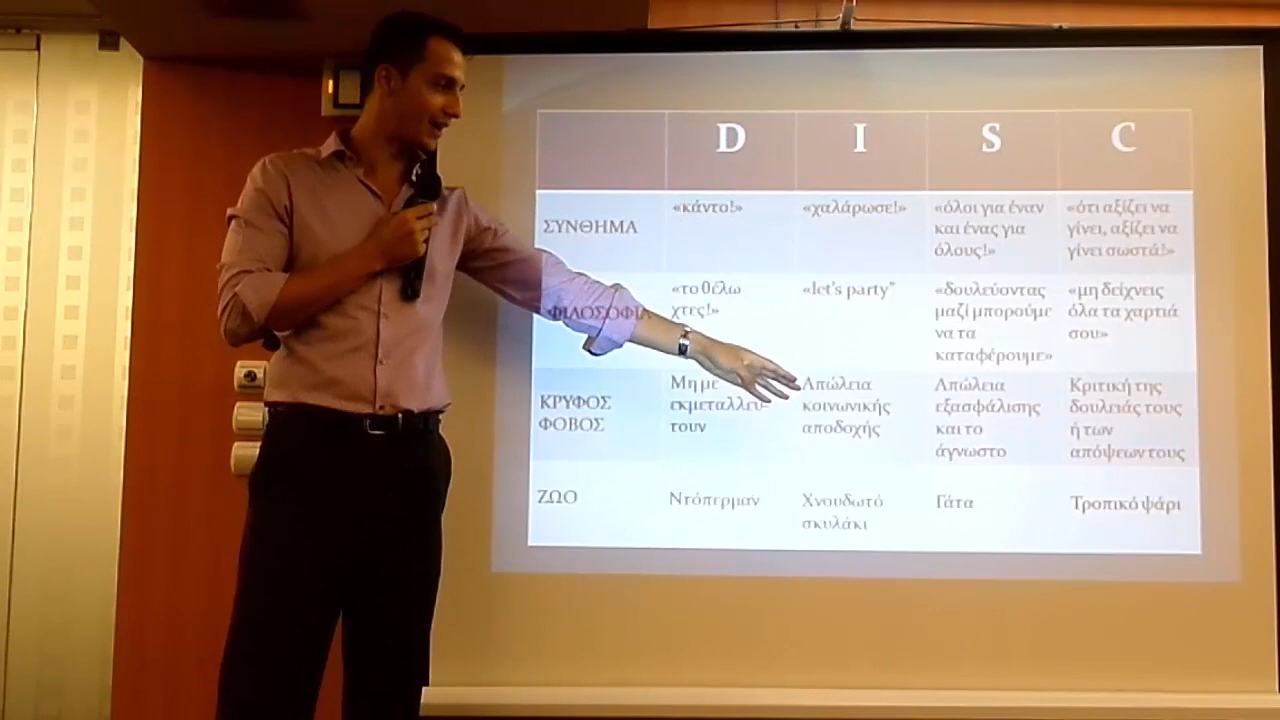 D I S C
ΣΥΝΘΗΜΑ
«κάντο!»
«χαλάρωσε!»
«όλοι για έναν
και ένας για
όλους!»
«ότι αξίζει να
γίνει, αξίζει να
γίνει σωστά!»
ΦΙΛΟΣΟΦΙΑ
«το θέλω
χτες!»
«let's party"
«δουλεύοντας
μαζί μπορούμε
να τα
καταφέρουμε»
«μη δείχνεις
όλα τα χαρτιά
σου»
ΚΡΥΦΟΣ
ΦΟΒΟΣ
Μη με
εκμεταλλευ-
τουν
Απώλεια
κοινωνικής
αποδοχής
Απώλεια
εξασφάλισης
και το
άγνωστο
Κριτική της
δουλειάς τους
ή των
απόψεων τους
ΖΩΟ
Ντόπερμαν
Χνουδωτό
σκυλάκι
Γάτα
Τροπικό ψάρι